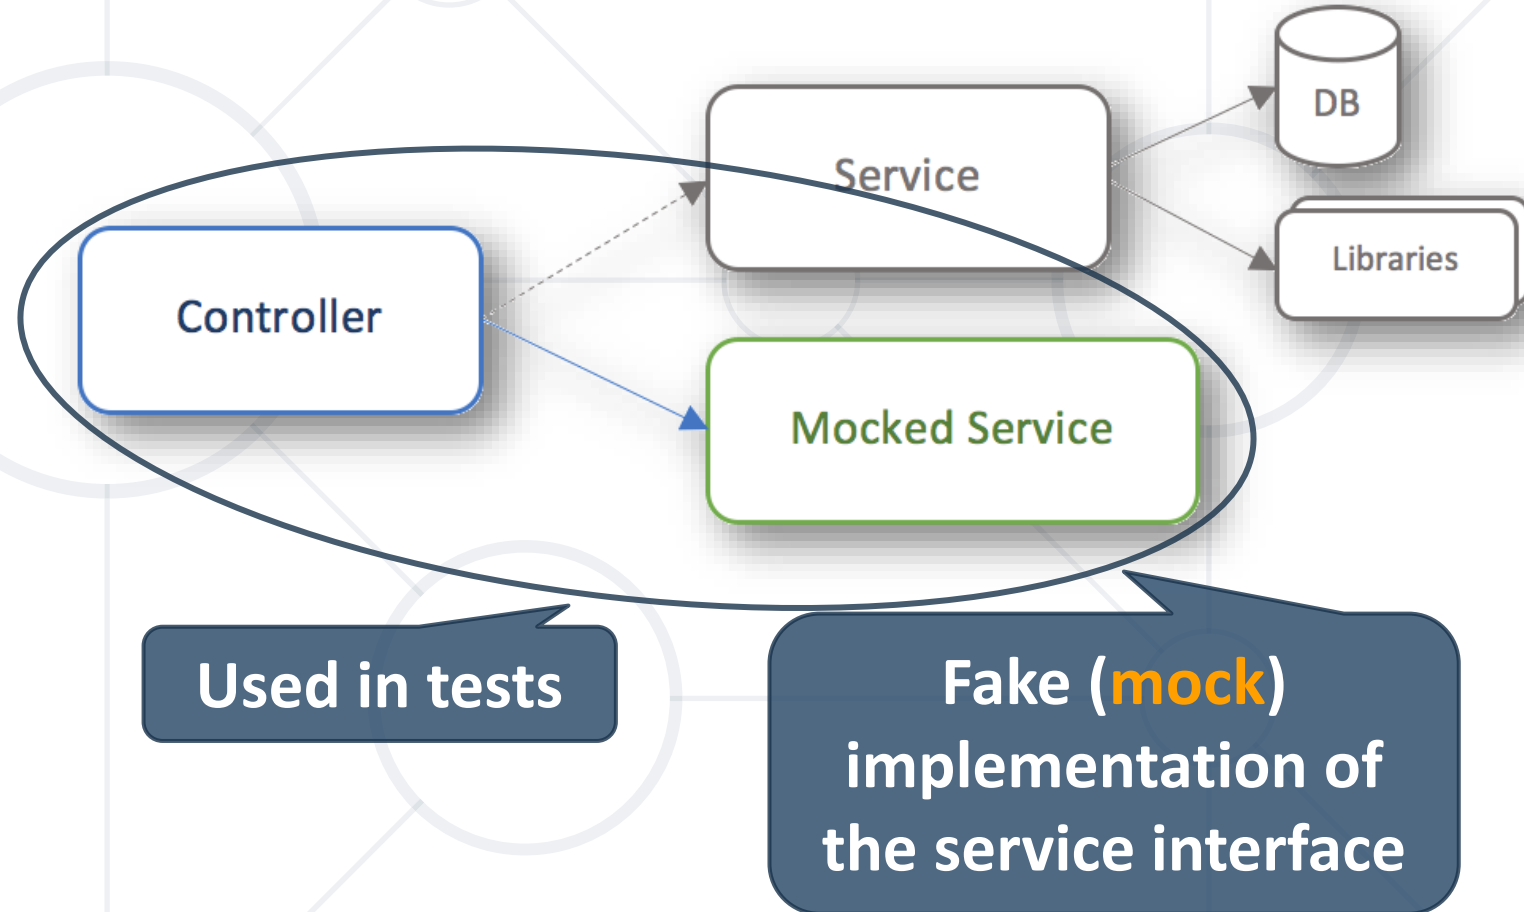 DB
Service
Libraries
Controller
Mocked Service
Used in tests
Fake (mock)
implementation of
the service interface